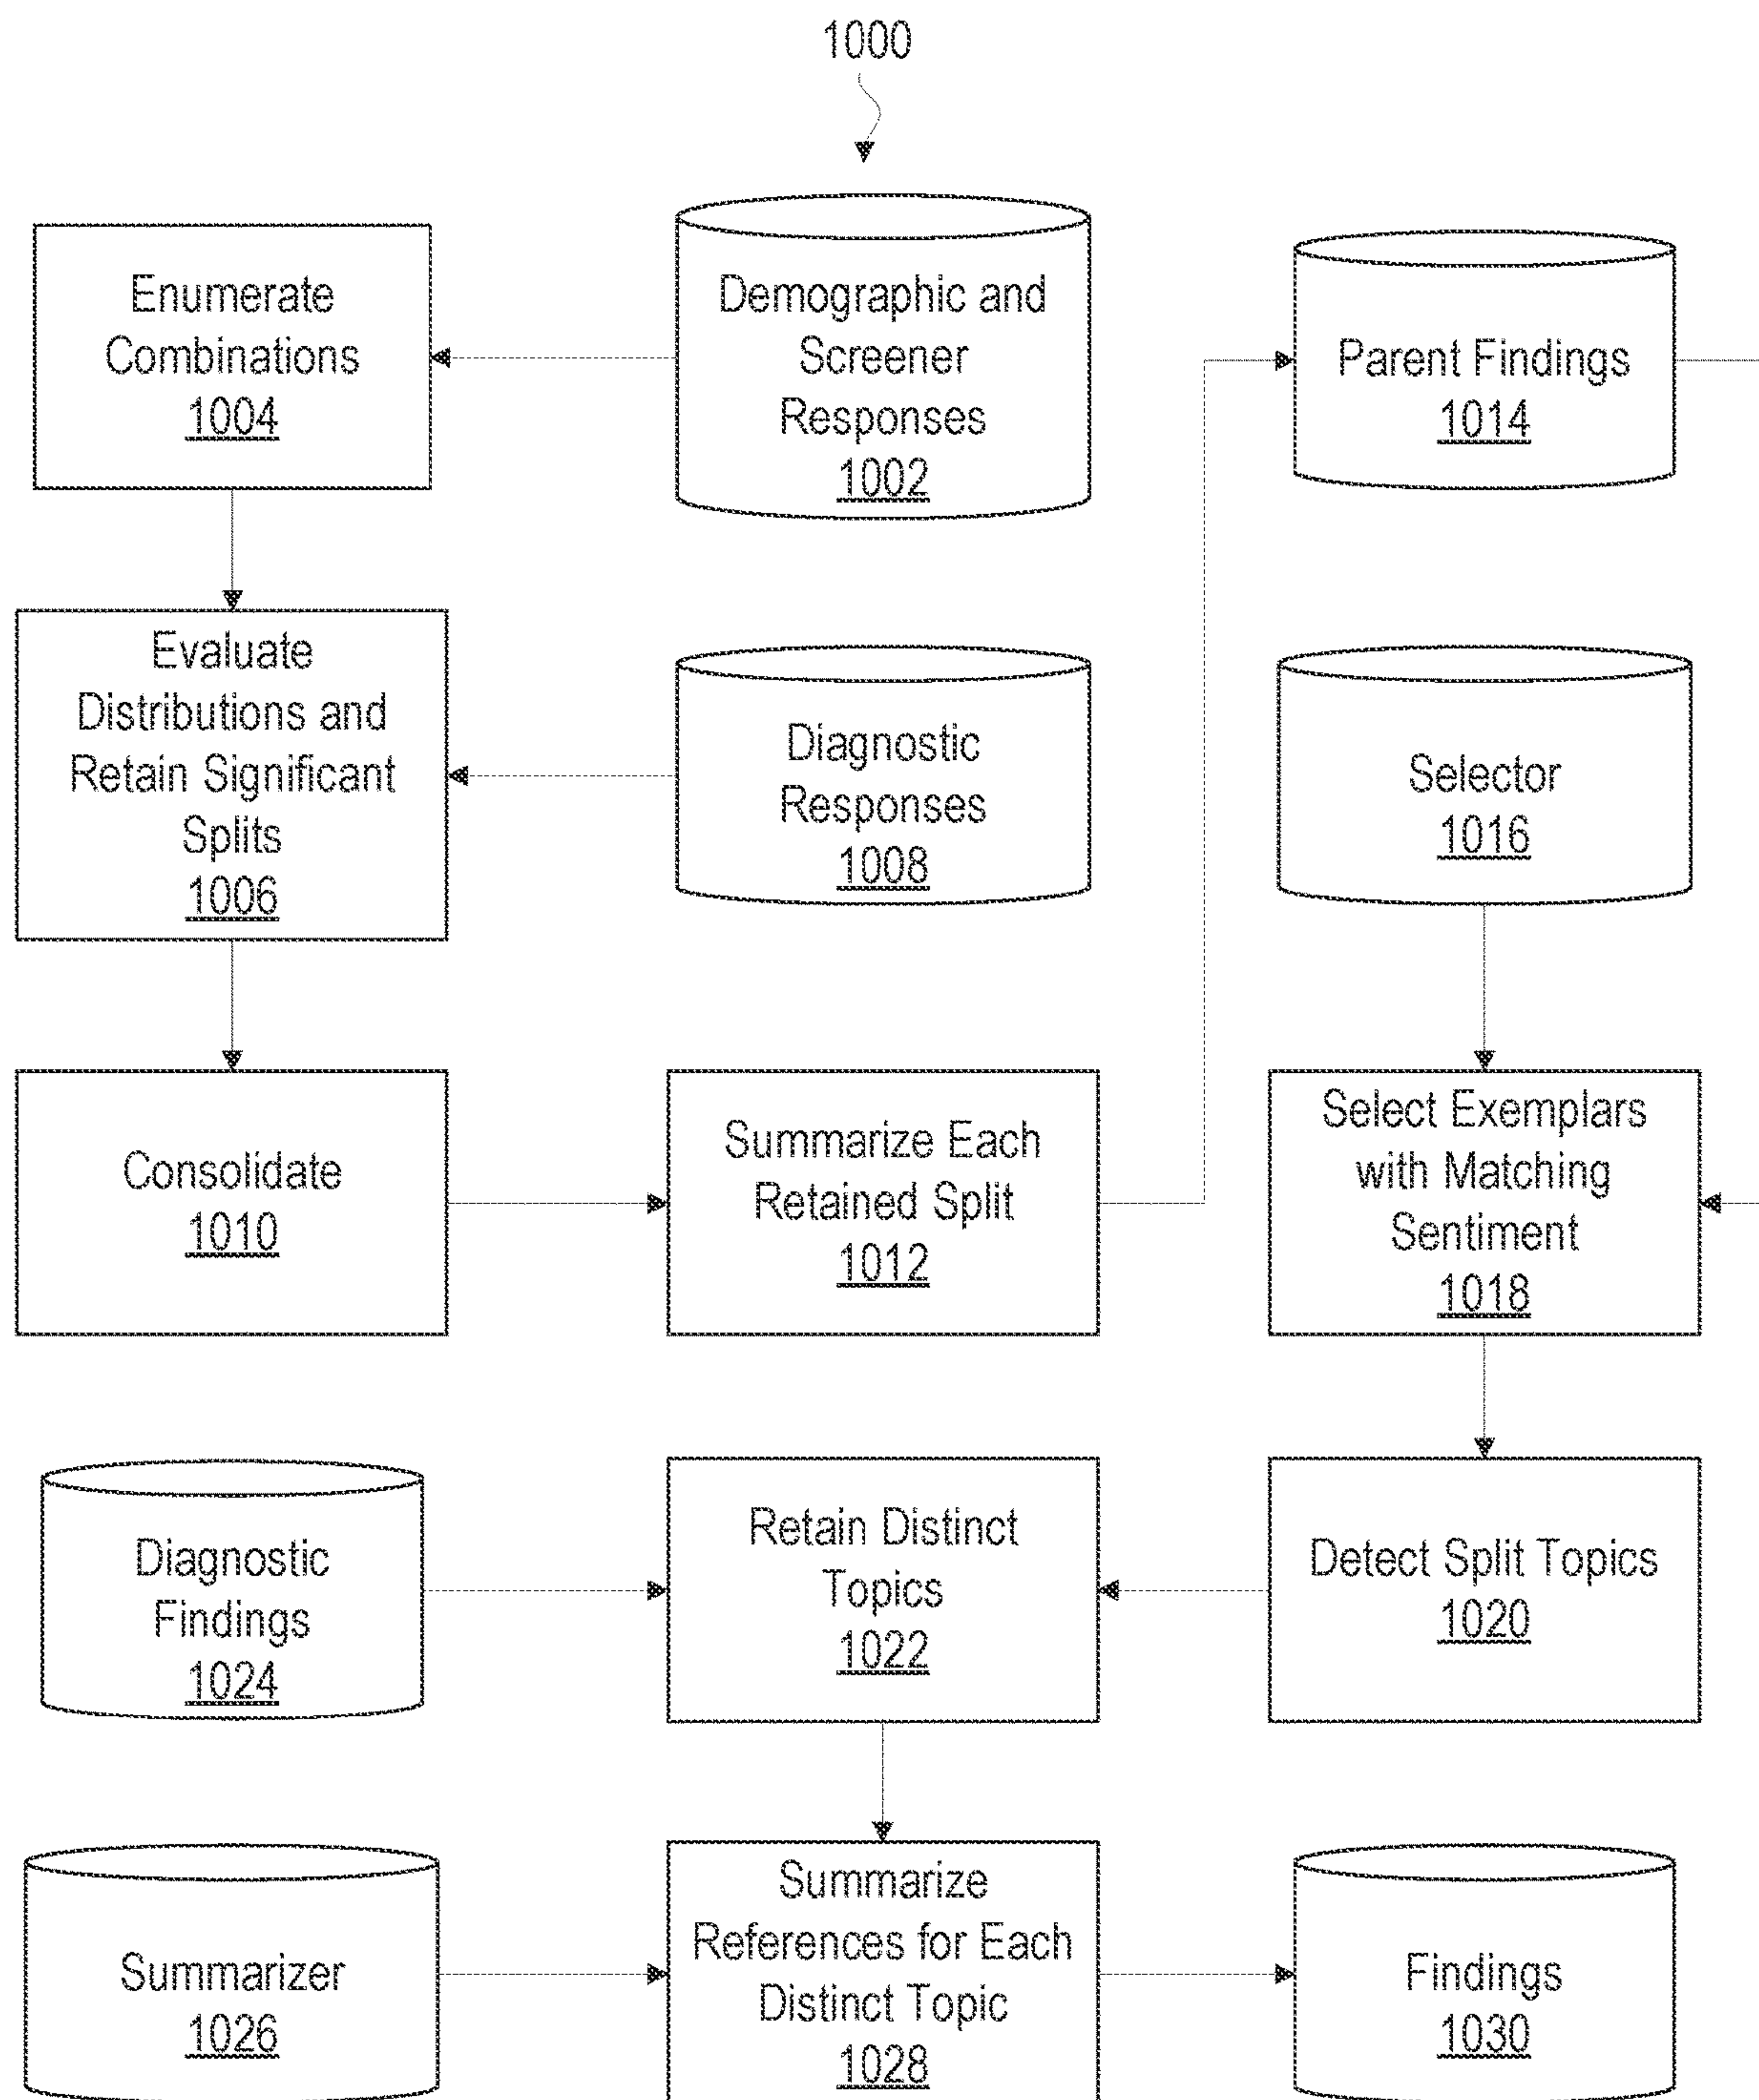 1000
Enumerate
Combinations
1004
Demographic and
Screener
Responses
1002
Parent Findings
1014
Evaluate
Distributions and
Retain Significant
Splits
1006
Diagnostic
Responses
1008
Selector
1016
Consolidate
1010
Summarize Each
Retained Split
1012
Select Exemplars
with Matching
Sentiment
1018
Diagnostic
Findings
1024
Retain Distinct
Topics
1022
Detect Split Topics
1020
Summarizer
1026
Summarize
References for Each
Distinct Topic
1028
Findings
1030